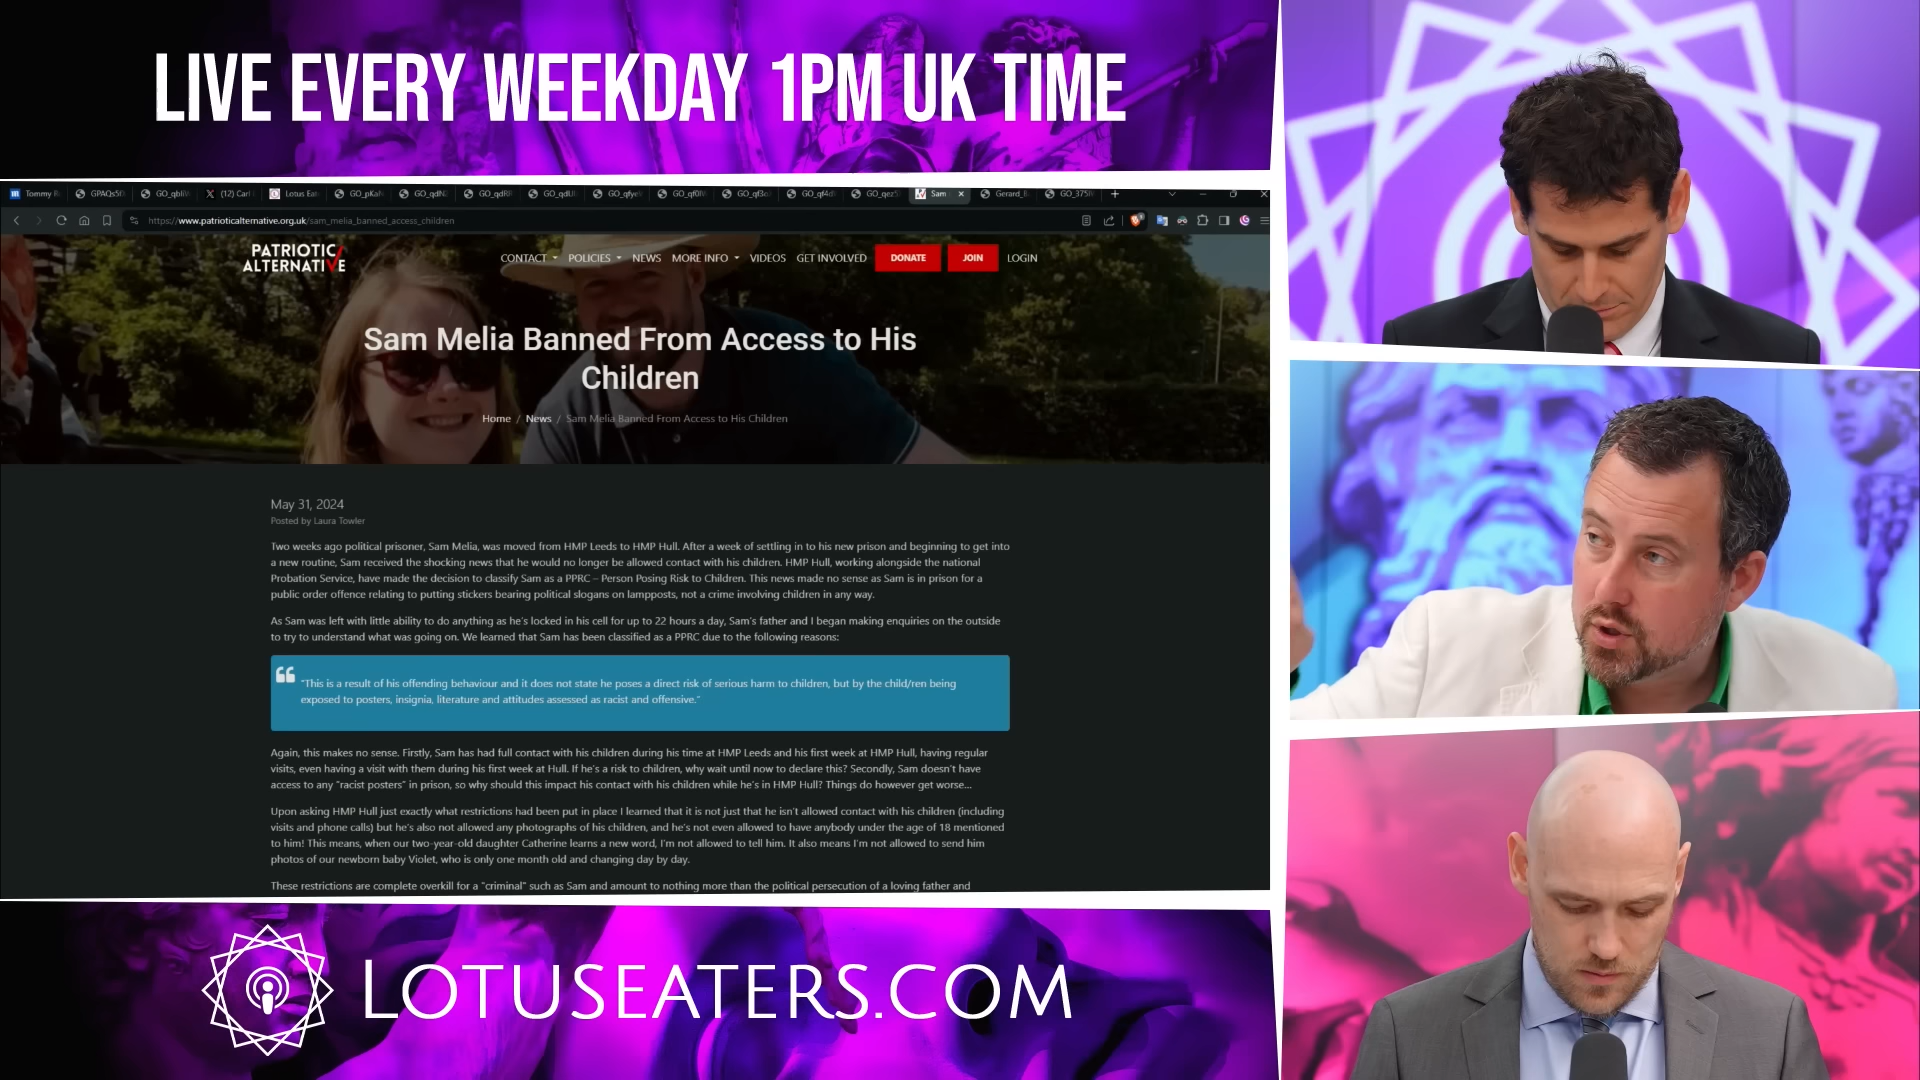 LIVE EVERY WEEKDAY 1PM UK TIME
Tommy
GPAQs5
(12) Carl
Lotus Eat
Sam
Gerard_
https://www.patrioticalternative.org.uk/sam_melia_banned_access_children
PATRIOTIC
ALTERNATIVE
CONTACT POLICIES NEWS MORE INFO VIDEOS GET INVOLVED DONATE JOIN LOGIN
Sam Melia Banned From Access to His
Children
Home / News / Sam Melia Banned From Access to His Children
May 31, 2024
Posted by Laura Towler
Two weeks ago political prisoner, Sam Melia, was moved from HMP Leeds to HMP Hull. After a week of settling in to his new prison and beginning to get into
a new routine, Sam received the shocking news that he would no longer be allowed contact with his children. HMP Hull, working alongside the national
Probation Service, have made the decision to classify Sam as a PPRC – Person Posing Risk to Children. This news made no sense as Sam is in prison for a
public order offence relating to putting stickers bearing political slogans on lampposts, not a crime involving children in any way.
As Sam was left with little ability to do anything as he's locked in his cell for up to 22 hours a day, Sam's father and I began making enquiries on the outside
to try to understand what was going on. We learned that Sam has been classified as a PPRC due to the following reasons:
"This is a result of his offending behaviour and it does not state he poses a direct risk of serious harm to children, but by the child/ren being
exposed to posters, insignia, literature and attitudes assessed as racist and offensive."
Again, this makes no sense. Firstly, Sam has had full contact with his children during his time at HMP Leeds and his first week at HMP Hull, having regular
visits, even having a visit with them during his first week at Hull. If he's a risk to children, why wait until now to declare this? Secondly, Sam doesn't have
access to any "racist posters" in prison, so why should this impact his contact with his children while he's in HMP Hull? Things do however get worse...
Upon asking HMP Hull just exactly what restrictions had been put in place I learned that it is not just that he isn't allowed contact with his children (including
visits and phone calls) but he's also not allowed any photographs of his children, and he's not even allowed to have anybody under the age of 18 mentioned
to him! This means, when our two-year-old daughter Catherine learns a new word, I'm not allowed to tell him. It also means I'm not allowed to send him
photos of our newborn baby Violet, who is only one month old and changing day by day.
These restrictions are complete overkill for a "criminal" such as Sam and amount to nothing more than the political persecution of a loving father and
LOTUSEATERS.COM